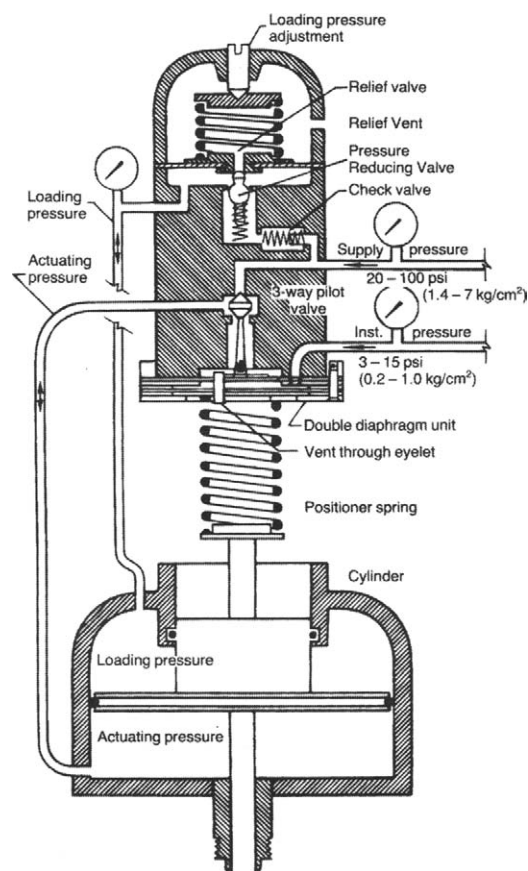 Loading pressure
adjustment
Relief valve
Relief Vent
Pressure
Reducing Valve
Check valve
Loading
pressure
Supply pressure
20 – 100 psi
(1.4 – 7 kg/cm²)
Actuating
pressure
3-way pilot
valve
Inst. pressure
3 – 15 psi
(0.2 – 1.0 kg/cm²)
Double diaphragm unit
Vent through eyelet
Positioner spring
Cylinder
Loading pressure
Actuating pressure